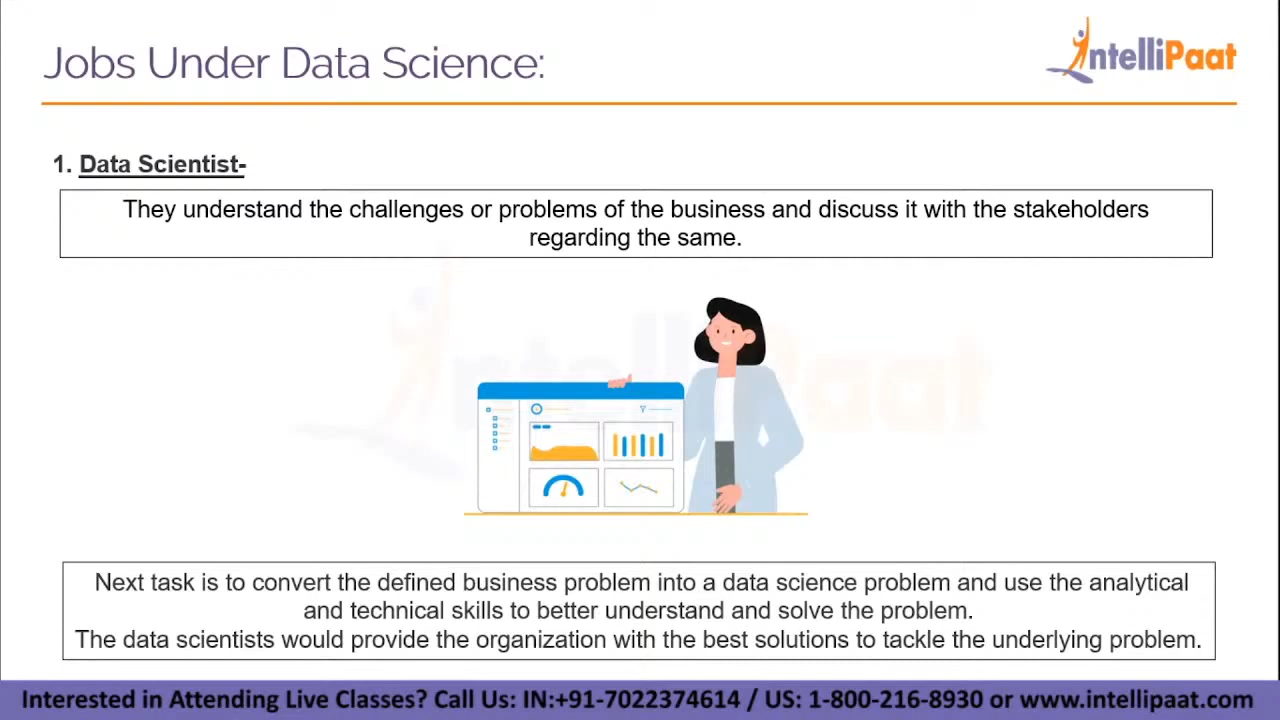 Jobs Under Data Science:
IntelliPaat
1. Data Scientist-
They understand the challenges or problems of the business and discuss it with the stakeholders
regarding the same.
IntelliPaat
Next task is to convert the defined business problem into a data science problem and use the analytical
and technical skills to better understand and solve the problem.
The data scientists would provide the organization with the best solutions to tackle the underlying problem.
Interested in Attending Live Classes? Call Us: IN:+91-7022374614 / US: 1-800-216-8930 or www.intellipaat.com